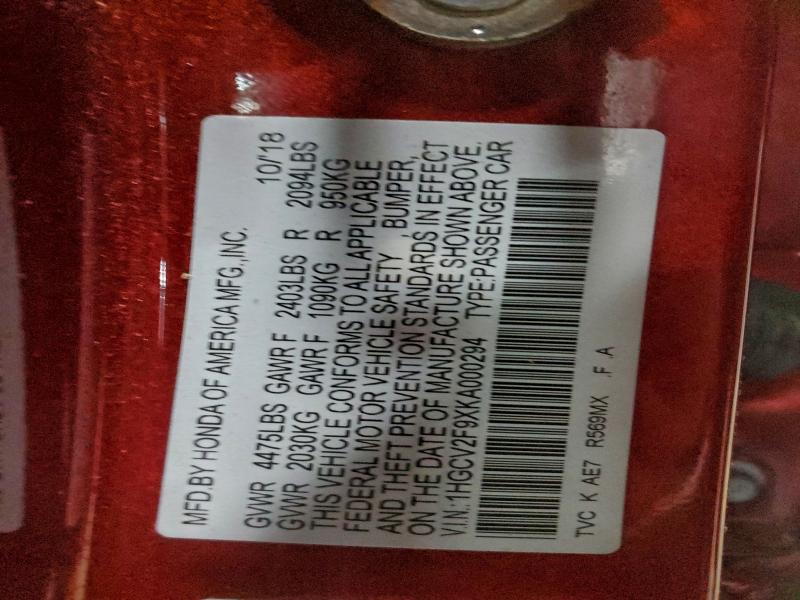 MFD.BY HONDA OF AMERICA MFG.,INC. 10/'18
GVWR 4475LBS GAWR F 2403LBS R 2094LBS
GVWR 2030KG GAWR F 1090KG R 950KG
THIS VEHICLE CONFORMS TO ALL APPLICABLE
FEDERAL MOTOR VEHICLE SAFETY, BUMPER,
AND THEFT PREVENTION STANDARDS IN EFFECT
ON THE DATE OF MANUFACTURE SHOWN ABOVE.
V.I.N.:1HGCV2F9XKA000294 TYPE:PASSENGER CAR
TVC K AE7 R569MX .F .A